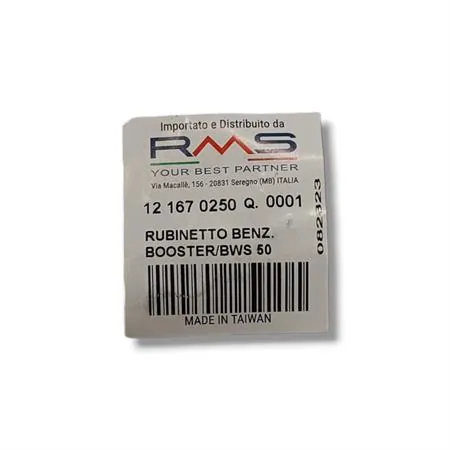 Importato e Distribuito da
RMS
YOUR BEST PARTNER
Via Macallè, 156 - 20831 Seregno (MB) ITALIA
12 167 0250 Q. 0001
RUBINETTO BENZ.
BOOSTER/BWS 50
MADE IN TAIWAN
082323